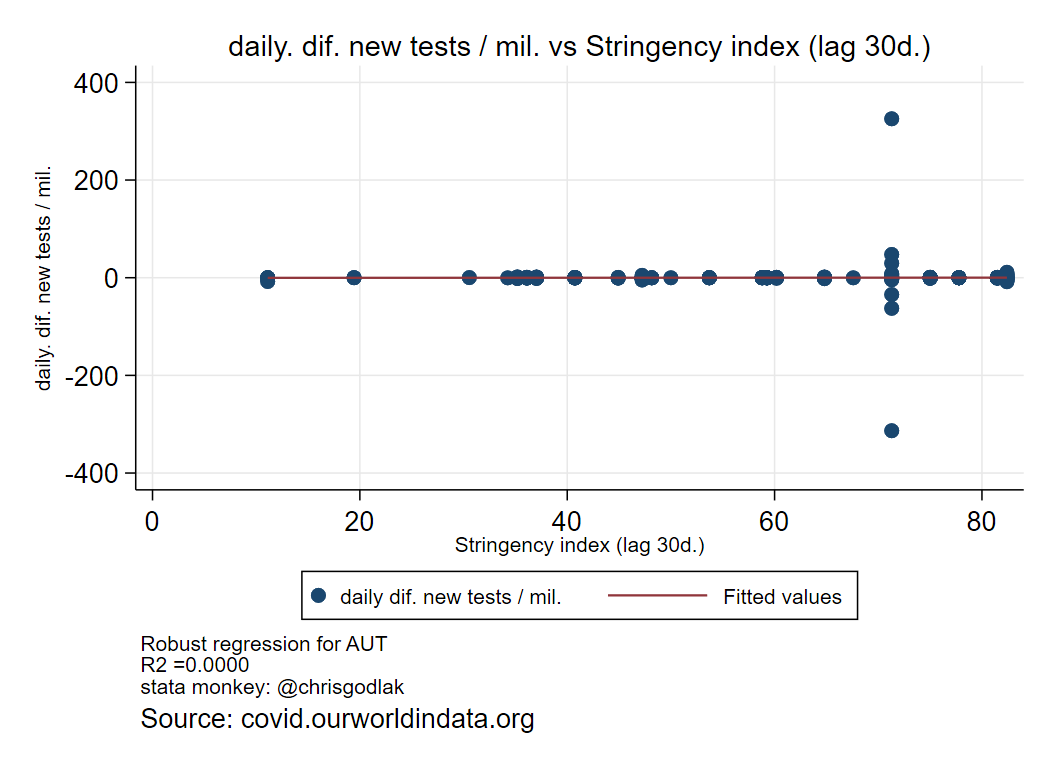 daily. dif. new tests / mil. vs Stringency index (lag 30d.)
daily. dif. new tests / mil.
400
200
0
-200
-400
0 20 40 60 80
Stringency index (lag 30d.)
daily dif. new tests / mil. Fitted values
Robust regression for AUT
R2 =0.0000
stata monkey: @chrisgodlak
Source: covid.ourworldindata.org